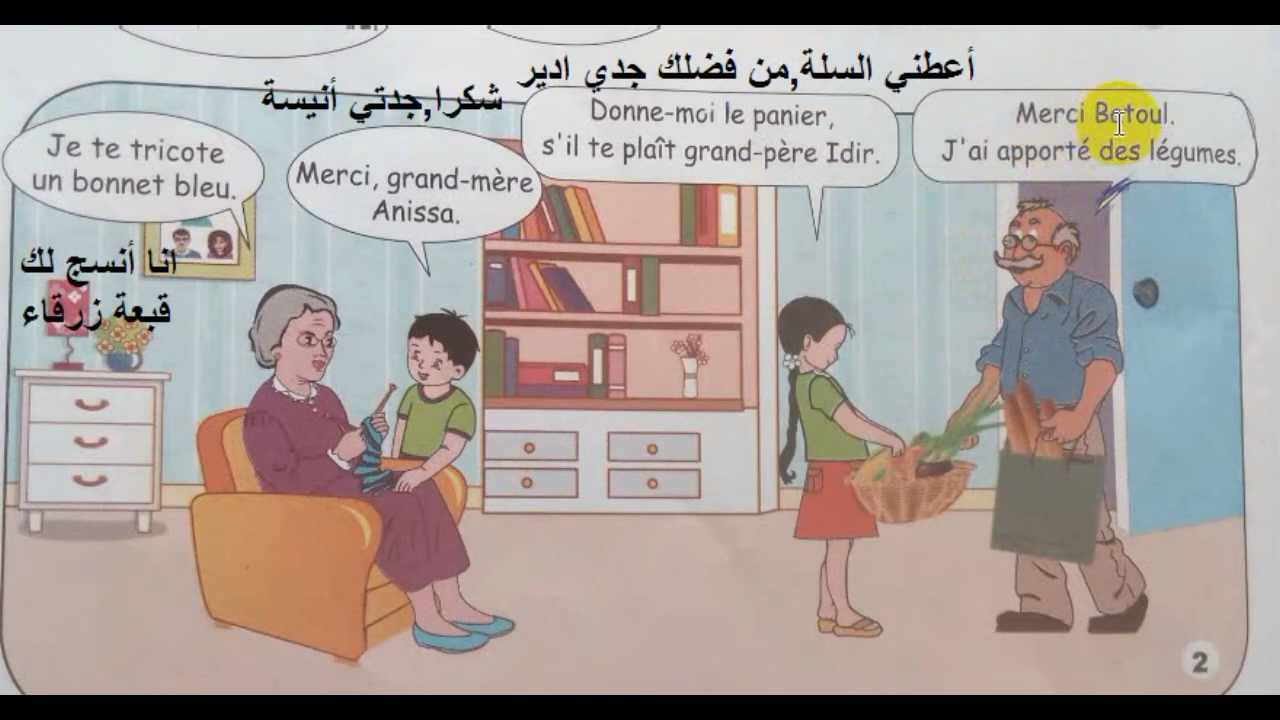 أعطني السلة,من فضلك جدي ادير
شكرا,جدتي أنيسة
Je te tricote
un bonnet bleu.
Merci, grand-mère
Anissa.
Donne-moi le panier,
s'il te plaît grand-père Idir.
Merci Batoul.
J'ai apporté des légumes.
انا أنسج لك
قبعة زرقاء
2